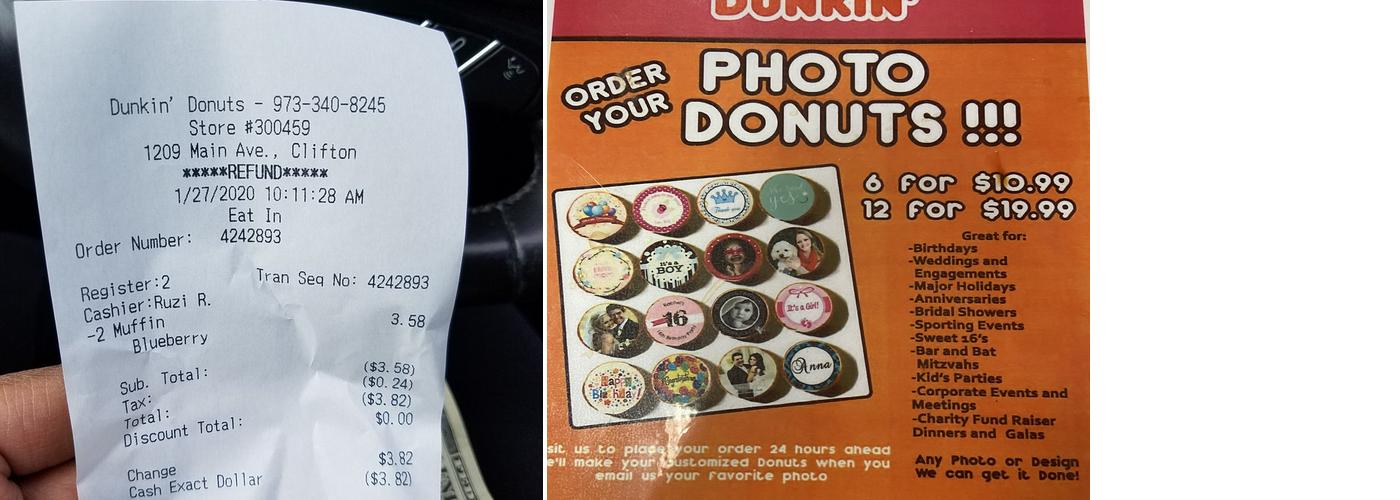 Dunkin' Donuts - 973-340-8245
Store #300459
1209 Main Ave., Clifton
*****REFUND*****
1/27/2020 10:11:28 AM
Eat In
Order Number: 4242893
Register:2 Tran Seq No: 4242893
Cashier:Ruzi R.
-2 Muffin 3.58
Blueberry
Sub. Total: ($3.58)
Tax: ($0.24)
Total: ($3.82)
Discount Total: $0.00
Change $3.82
Cash Exact Dollar ($3.82)
DUNKIN'
ORDER YOUR
PHOTO
DONUTS !!!
6 For $10.99
12 For $19.99
Thank you
yes
IT'S A
BOY
16
It's a Girl!
Happy
Birthday!
Anna
Great for:
-Birthdays
-Weddings and
Engagements
-Major Holidays
-Anniversaries
-Bridal Showers
-Sporting Events
-Sweet 16's
-Bar and Bat
Mitzvahs
-Kid's Parties
-Corporate Events and
Meetings
-Charity Fund Raiser
Dinners and Galas
sit us to place your order 24 hours ahead
e'll make your customized Donuts when you
email us your favorite photo
Any Photo or Design
We can get it Done!